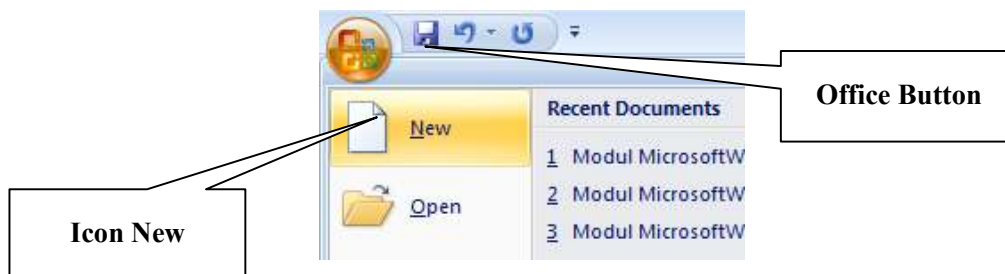 Office Button
New
Recent Documents
1 Modul MicrosoftW
2 Modul MicrosoftW
3 Modul MicrosoftW
Open
Icon New